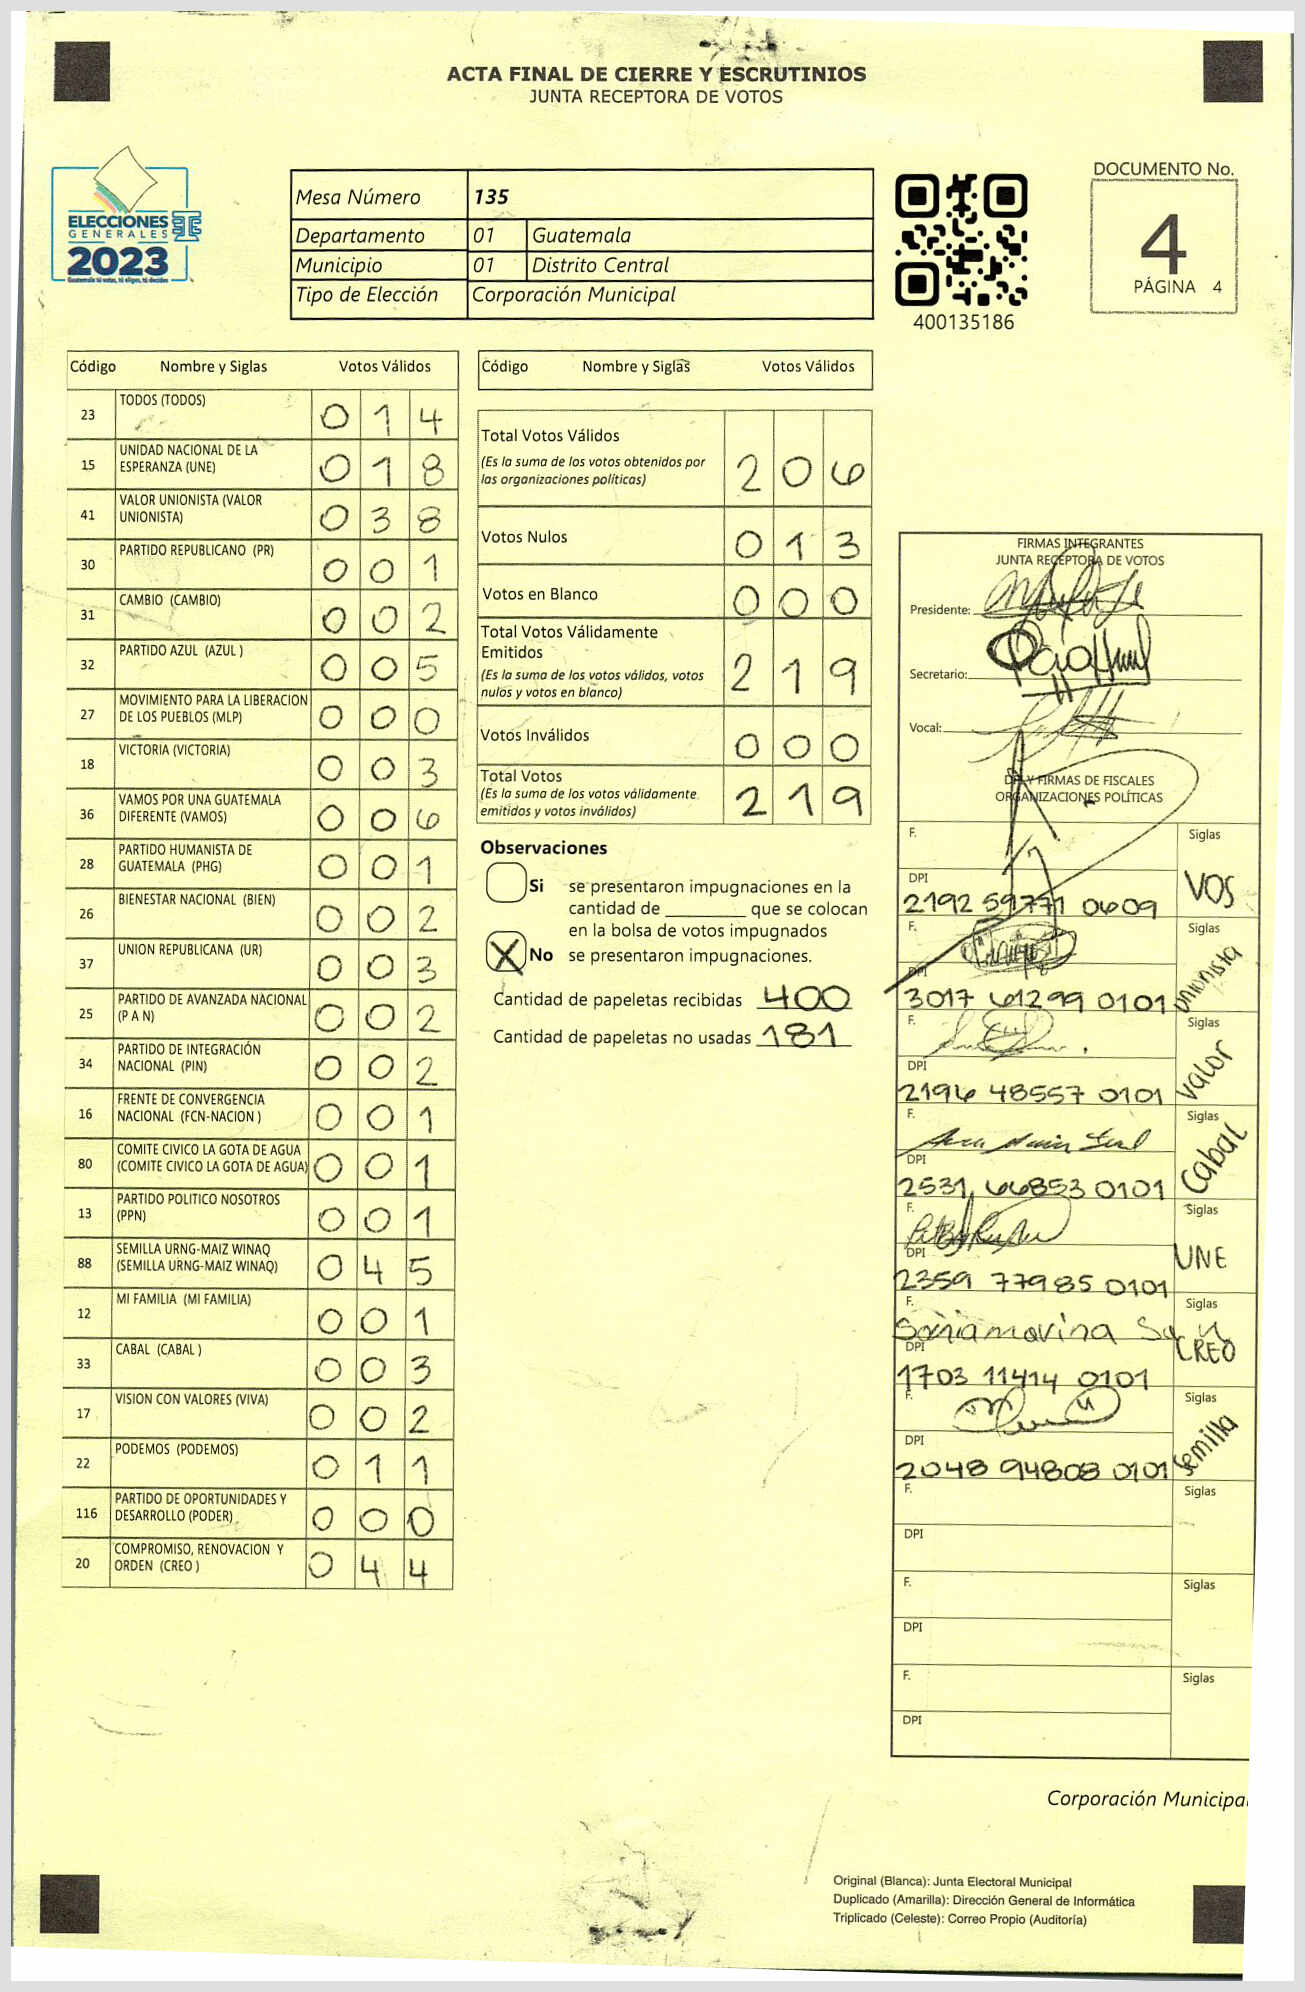 ACTA FINAL DE CIERRE Y ESCRUTINIOS
JUNTA RECEPTORA DE VOTOS
ELECCIONES
GENERALES
2023
Guatemala tú votas, tú eliges, tú decides
Mesa Número 135
Departamento 01 Guatemala
Municipio 01 Distrito Central
Tipo de Elección Corporación Municipal
400135186
DOCUMENTO No.
4
PÁGINA 4
Código Nombre y Siglas Votos Válidos
23 TODOS (TODOS) 0 1 4
15 UNIDAD NACIONAL DE LA
ESPERANZA (UNE) 0 1 8
41 VALOR UNIONISTA (VALOR
UNIONISTA) 0 3 8
30 PARTIDO REPUBLICANO (PR) 0 0 1
31 CAMBIO (CAMBIO) 0 0 2
32 PARTIDO AZUL (AZUL ) 0 0 5
27 MOVIMIENTO PARA LA LIBERACION
DE LOS PUEBLOS (MLP) 0 0 0
18 VICTORIA (VICTORIA) 0 0 3
36 VAMOS POR UNA GUATEMALA
DIFERENTE (VAMOS) 0 0 6
28 PARTIDO HUMANISTA DE
GUATEMALA (PHG) 0 0 1
26 BIENESTAR NACIONAL (BIEN) 0 0 2
37 UNION REPUBLICANA (UR) 0 0 3
25 PARTIDO DE AVANZADA NACIONAL
(P A N) 0 0 2
34 PARTIDO DE INTEGRACIÓN
NACIONAL (PIN) 0 0 2
16 FRENTE DE CONVERGENCIA
NACIONAL (FCN-NACION ) 0 0 1
80 COMITE CIVICO LA GOTA DE AGUA
(COMITE CIVICO LA GOTA DE AGUA) 0 0 1
13 PARTIDO POLITICO NOSOTROS
(PPN) 0 0 1
88 SEMILLA URNG-MAIZ WINAQ
(SEMILLA URNG-MAIZ WINAQ) 0 4 5
12 MI FAMILIA (MI FAMILIA) 0 0 1
33 CABAL (CABAL ) 0 0 3
17 VISION CON VALORES (VIVA) 0 0 2
22 PODEMOS (PODEMOS) 0 1 1
116 PARTIDO DE OPORTUNIDADES Y
DESARROLLO (PODER) 0 0 0
20 COMPROMISO, RENOVACION Y
ORDEN (CREO ) 0 4 4
Código Nombre y Siglas Votos Válidos
Total Votos Válidos
(Es la suma de los votos obtenidos por
las organizaciones políticas) 2 0 6
Votos Nulos 0 1 3
Votos en Blanco 0 0 0
Total Votos Válidamente
Emitidos
(Es la suma de los votos válidos, votos
nulos y votos en blanco) 2 1 9
Votos Inválidos 0 0 0
Total Votos
(Es la suma de los votos válidamente
emitidos y votos inválidos) 2 1 9
Observaciones
Si se presentaron impugnaciones en la
cantidad de ________ que se colocan
en la bolsa de votos impugnados
X No se presentaron impugnaciones.
Cantidad de papeletas recibidas 400
Cantidad de papeletas no usadas 181
FIRMAS INTEGRANTES
JUNTA RECEPTORA DE VOTOS
Presidente:
Secretario:
Vocal:
DPI Y FIRMAS DE FISCALES
ORGANIZACIONES POLÍTICAS
F. Siglas
DPI VOS
2192 59771 0609
F. Siglas
DPI Unionista
3017 61299 0101
F. Siglas
DPI Valor
2196 48557 0101
F. Siglas
DPI Cabal
2531 66853 0101
F. Siglas
DPI UNE
2359 77985 0101
F. Siglas
Sonia marina
DPI CREO
1703 11414 0101
F. Siglas
DPI Semilla
2048 94808 0101
F. Siglas
DPI
F. Siglas
DPI
F. Siglas
DPI
Corporación Municipal
Original (Blanca): Junta Electoral Municipal
Duplicado (Amarilla): Dirección General de Informática
Triplicado (Celeste): Correo Propio (Auditoría)